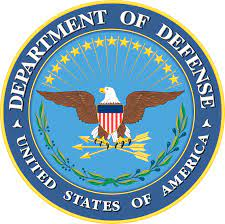 DEPARTMENT OF DEFENSE
UNITED STATES OF AMERICA